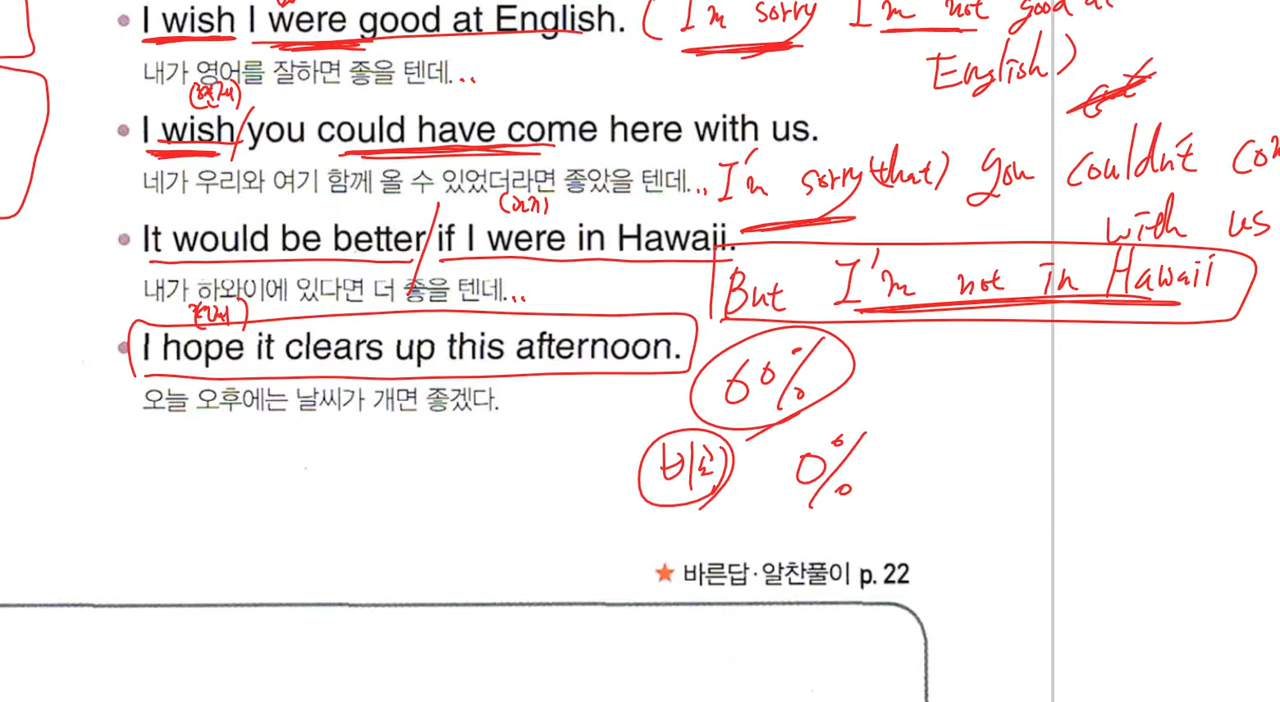 • I wish I were good at English. (I'm sorry I'm not good at
English)
내가 영어를 잘하면 좋을 텐데...
(현재)
• I wish/you could have come here with us.
네가 우리와 여기 함께 올 수 있었더라면 좋았을 텐데...
I'm sorry (that) you couldn't
with us
• It would be better/if I were in Hawaii.
But I'm not in Hawaii
내가 하와이에 있다면 더 좋을 텐데...
• I hope it clears up this afternoon.
60%
오늘 오후에는 날씨가 개면 좋겠다.
0%
★ 바른답·알찬풀이 p. 22